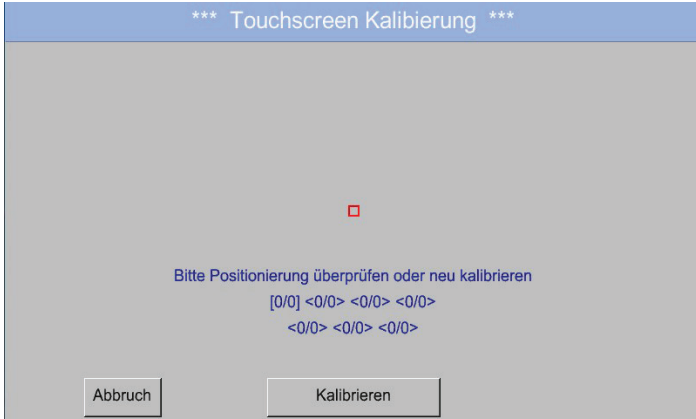 *** Touchscreen Kalibierung ***
Bitte Positionierung überprüfen oder neu kalibrieren
[0/0] <0/0> <0/0> <0/0>
<0/0> <0/0> <0/0>
Abbruch
Kalibrieren